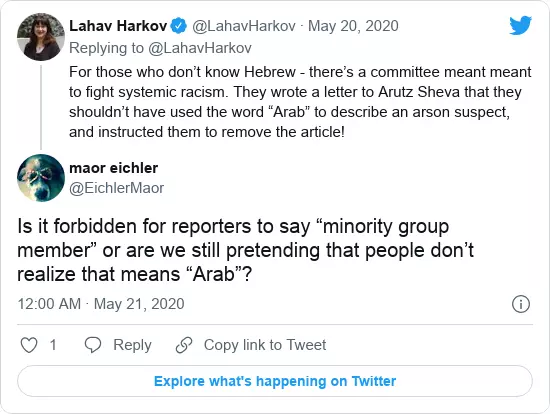 Lahav Harkov @LahavHarkov · May 20, 2020
Replying to @LahavHarkov
For those who don’t know Hebrew - there’s a committee meant meant
to fight systemic racism. They wrote a letter to Arutz Sheva that they
shouldn’t have used the word “Arab” to describe an arson suspect,
and instructed them to remove the article!
maor eichler
@EichlerMaor
Is it forbidden for reporters to say “minority group
member” or are we still pretending that people don’t
realize that means “Arab”?
12:00 AM · May 21, 2020
1 Reply Copy link to Tweet
Explore what's happening on Twitter